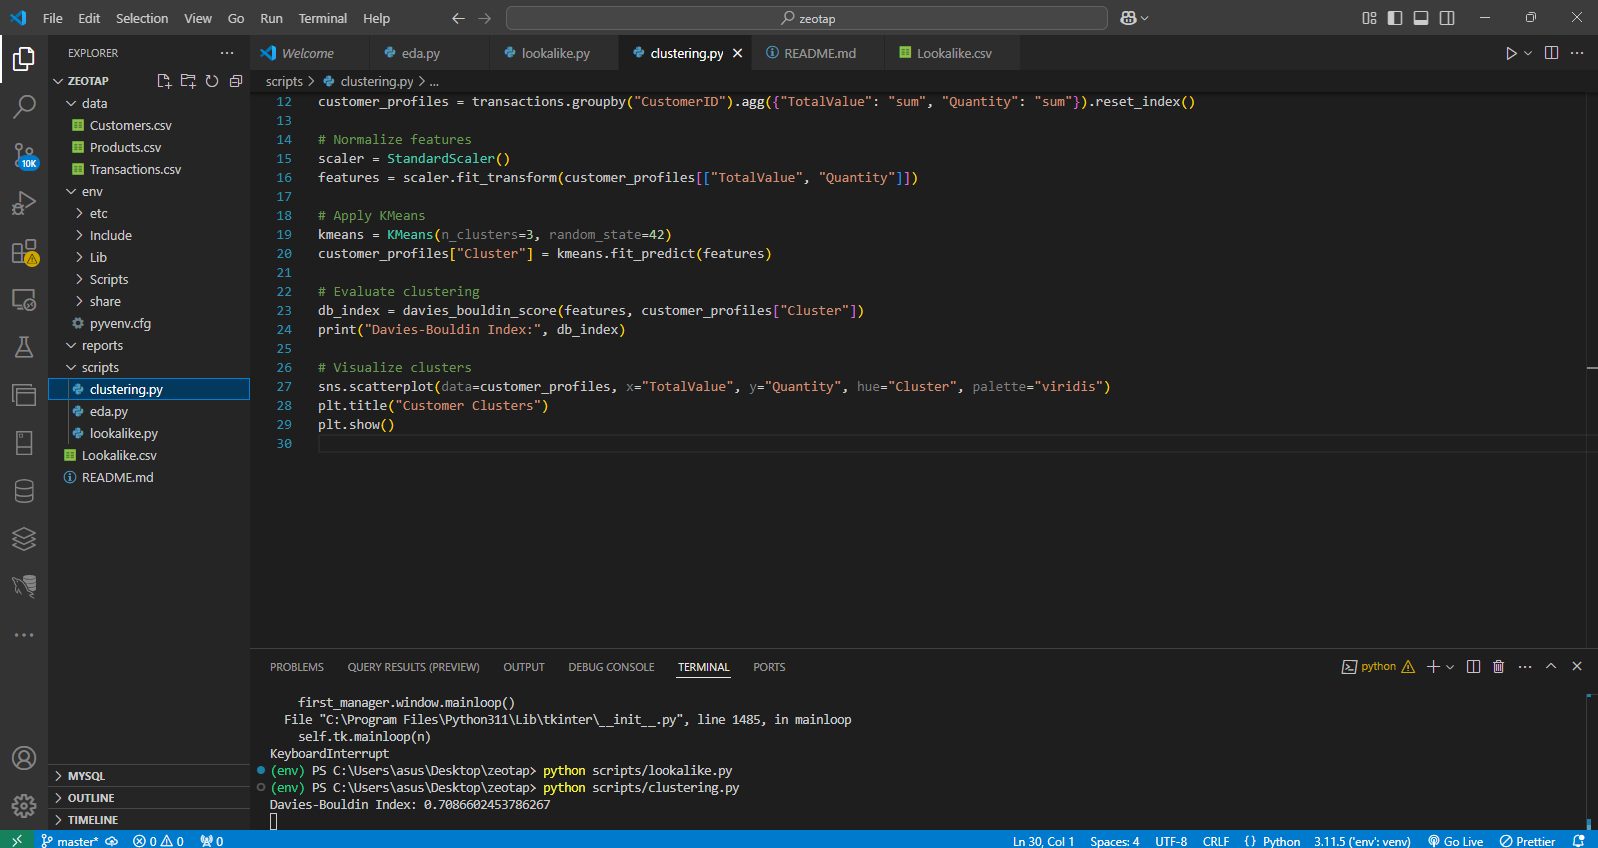 File Edit Selection View Go Run Terminal Help
zeotap
EXPLORER
Welcome
eda.py
lookalike.py
clustering.py
README.md
Lookalike.csv
ZEOTAP
scripts > clustering.py > ...
data
Customers.csv
Products.csv
Transactions.csv
env
etc
Include
Lib
Scripts
share
pyvenv.cfg
reports
scripts
clustering.py
eda.py
lookalike.py
Lookalike.csv
README.md
10K
MYSQL
OUTLINE
TIMELINE
12 customer_profiles = transactions.groupby("CustomerID").agg({"TotalValue": "sum", "Quantity": "sum"}).reset_index()
13
14 # Normalize features
15 scaler = StandardScaler()
16 features = scaler.fit_transform(customer_profiles[["TotalValue", "Quantity"]])
17
18 # Apply KMeans
19 kmeans = KMeans(n_clusters=3, random_state=42)
20 customer_profiles["Cluster"] = kmeans.fit_predict(features)
21
22 # Evaluate clustering
23 db_index = davies_bouldin_score(features, customer_profiles["Cluster"])
24 print("Davies-Bouldin Index:", db_index)
25
26 # Visualize clusters
27 sns.scatterplot(data=customer_profiles, x="TotalValue", y="Quantity", hue="Cluster", palette="viridis")
28 plt.title("Customer Clusters")
29 plt.show()
30
PROBLEMS QUERY RESULTS (PREVIEW) OUTPUT DEBUG CONSOLE TERMINAL PORTS
python
first_manager.window.mainloop()
File "C:\Program Files\Python311\Lib\tkinter\__init__.py", line 1485, in mainloop
self.tk.mainloop(n)
KeyboardInterrupt
(env) PS C:\Users\asus\Desktop\zeotap> python scripts/lookalike.py
(env) PS C:\Users\asus\Desktop\zeotap> python scripts/clustering.py
Davies-Bouldin Index: 0.7086602453786267
master* 0 0 0 Ln 30, Col 1 Spaces: 4 UTF-8 CRLF {} Python 3.11.5 ('env': venv) Go Live Prettier